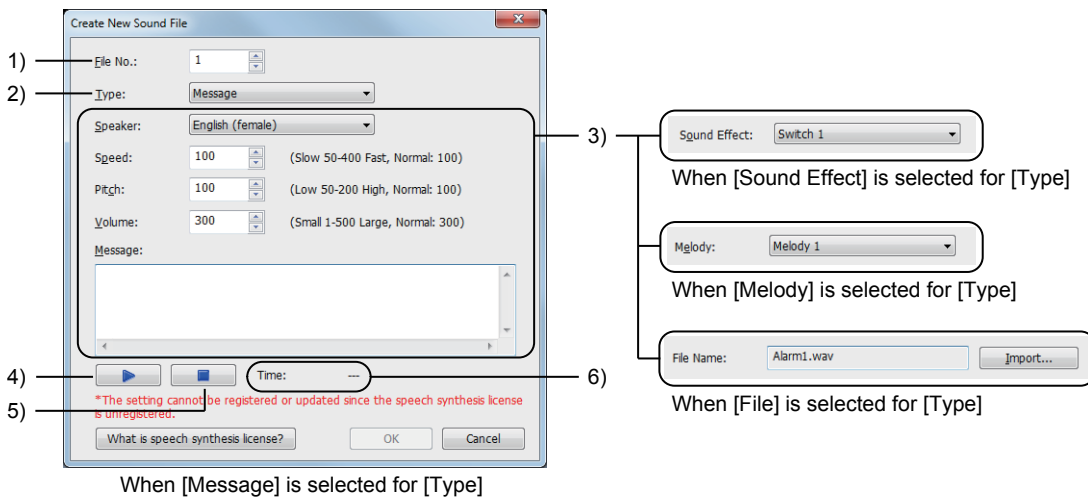 Create New Sound File
1)
File No.:
1
2)
Type:
Message
Speaker:
English (female)
Speed:
100
(Slow 50-400 Fast, Normal: 100)
Pitch:
100
(Low 50-200 High, Normal: 100)
Volume:
300
(Small 1-500 Large, Normal: 300)
Message:
3)
4)
5)
Time:
---
6)
*The setting cannot be registered or updated since the speech synthesis license
is unregistered.
What is speech synthesis license?
OK
Cancel
When [Message] is selected for [Type]
Sound Effect:
Switch 1
When [Sound Effect] is selected for [Type]
Melody:
Melody 1
When [Melody] is selected for [Type]
File Name:
Alarm1.wav
Import...
When [File] is selected for [Type]